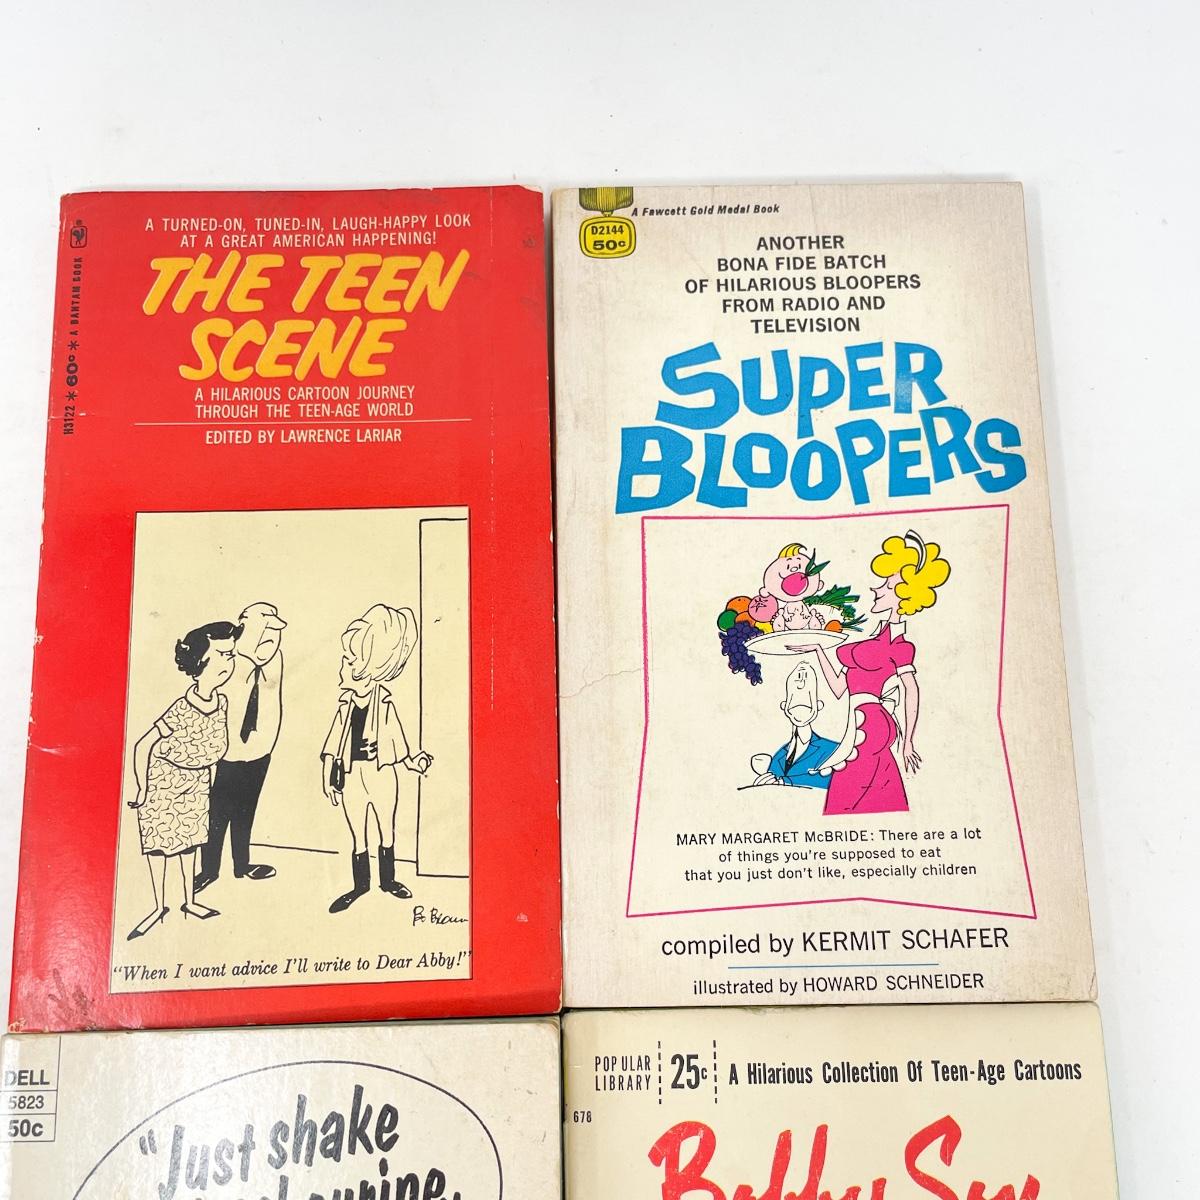 A TURNED-ON, TUNED-IN, LAUGH-HAPPY LOOK
AT A GREAT AMERICAN HAPPENING!
THE TEEN
SCENE
A HILARIOUS CARTOON JOURNEY
THROUGH THE TEEN-AGE WORLD
EDITED BY LAWRENCE LARIAR
H3122 * 60¢ * A BANTAM BOOK
"When I want advice I'll write to Dear Abby!"
A Fawcett Gold Medal Book
D2144
50¢
ANOTHER
BONA FIDE BATCH
OF HILARIOUS BLOOPERS
FROM RADIO AND
TELEVISION
SUPER
BLOOPERS
MARY MARGARET McBRIDE: There are a lot
of things you're supposed to eat
that you just don't like, especially children
compiled by KERMIT SCHAFER
illustrated by HOWARD SCHNEIDER
DELL
5823
50c
"Just shake
POPULAR
LIBRARY
25c
A Hilarious Collection Of Teen-Age Cartoons
678
Bobby Sox